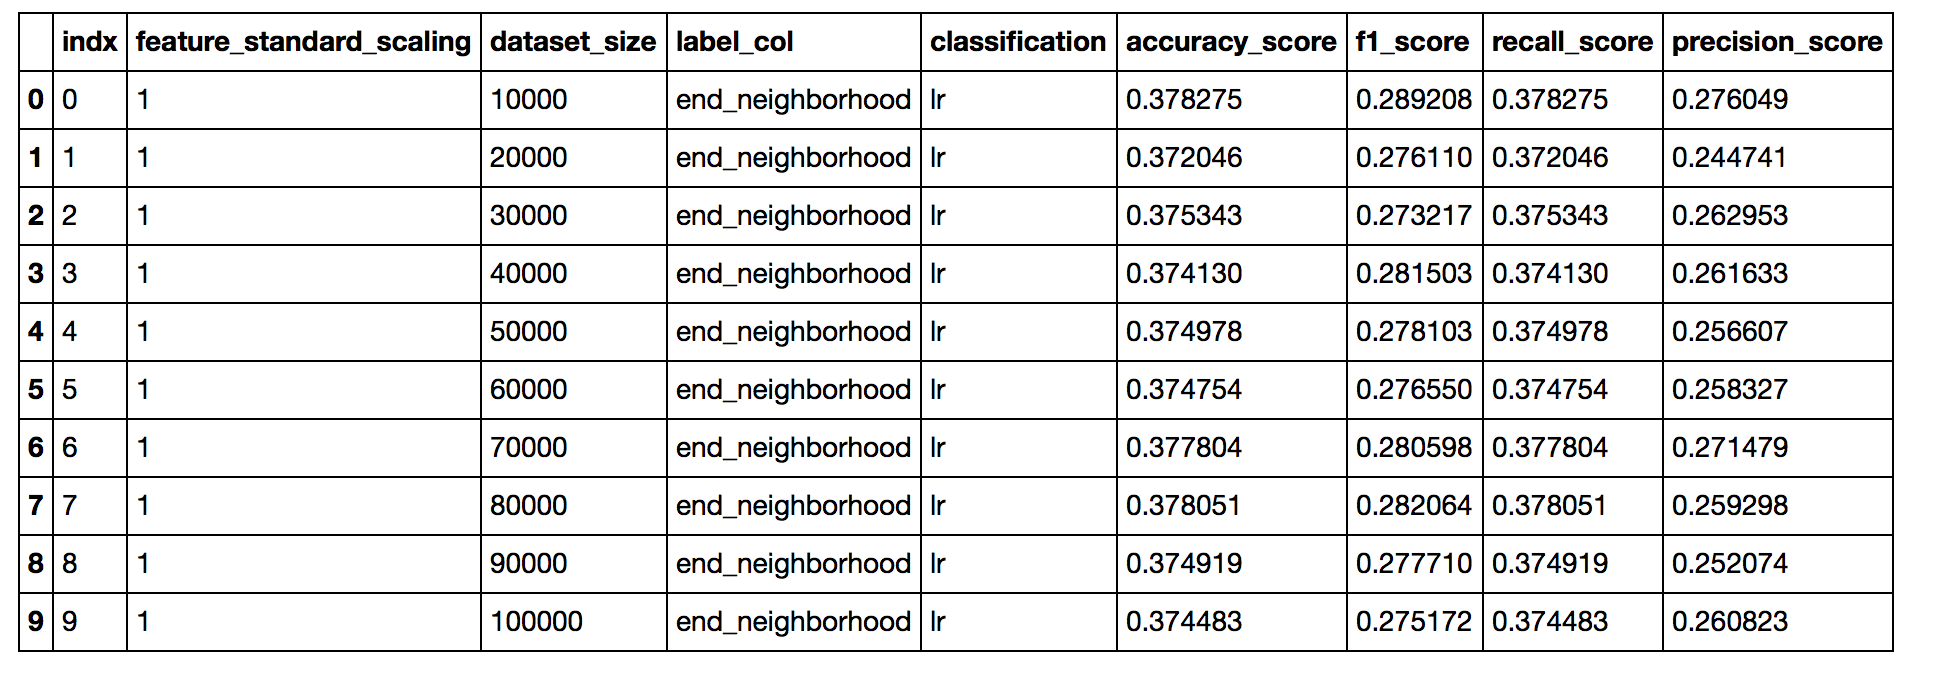 indx feature_standard_scaling dataset_size label_col classification accuracy_score f1_score recall_score precision_score
0 0 1 10000 end_neighborhood lr 0.378275 0.289208 0.378275 0.276049
1 1 1 20000 end_neighborhood lr 0.372046 0.276110 0.372046 0.244741
2 2 1 30000 end_neighborhood lr 0.375343 0.273217 0.375343 0.262953
3 3 1 40000 end_neighborhood lr 0.374130 0.281503 0.374130 0.261633
4 4 1 50000 end_neighborhood lr 0.374978 0.278103 0.374978 0.256607
5 5 1 60000 end_neighborhood lr 0.374754 0.276550 0.374754 0.258327
6 6 1 70000 end_neighborhood lr 0.377804 0.280598 0.377804 0.271479
7 7 1 80000 end_neighborhood lr 0.378051 0.282064 0.378051 0.259298
8 8 1 90000 end_neighborhood lr 0.374919 0.277710 0.374919 0.252074
9 9 1 100000 end_neighborhood lr 0.374483 0.275172 0.374483 0.260823